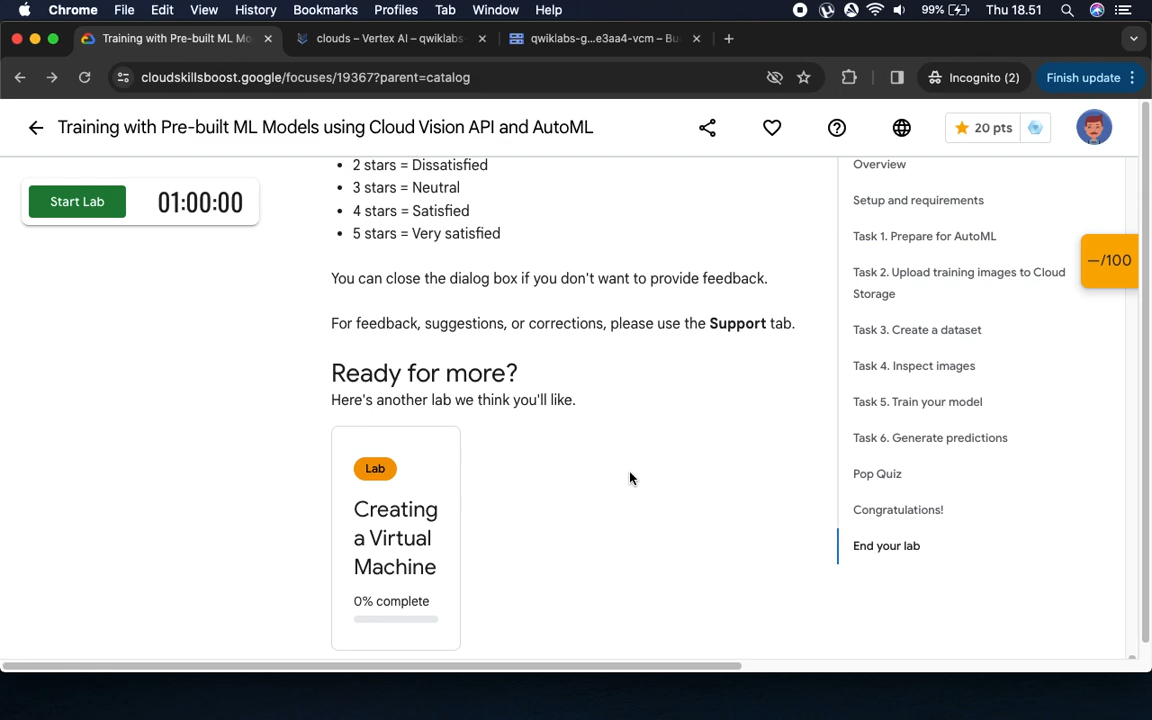 Chrome File Edit View History Bookmarks Profiles Tab Window Help 99% Thu 18.51
Training with Pre-built ML Mo
clouds – Vertex AI – qwiklabs-
qwiklabs-g...e3aa4-vcm – Bu
cloudskillsboost.google/focuses/19367?parent=catalog
Incognito (2)
Finish update
Training with Pre-built ML Models using Cloud Vision API and AutoML
20 pts
Start Lab
01:00:00
2 stars = Dissatisfied
3 stars = Neutral
4 stars = Satisfied
5 stars = Very satisfied
You can close the dialog box if you don't want to provide feedback.
For feedback, suggestions, or corrections, please use the Support tab.
Ready for more?
Here's another lab we think you'll like.
Lab
Creating
a Virtual
Machine
0% complete
Overview
Setup and requirements
Task 1. Prepare for AutoML
Task 2. Upload training images to Cloud
Storage
Task 3. Create a dataset
Task 4. Inspect images
Task 5. Train your model
Task 6. Generate predictions
Pop Quiz
Congratulations!
End your lab
—/100